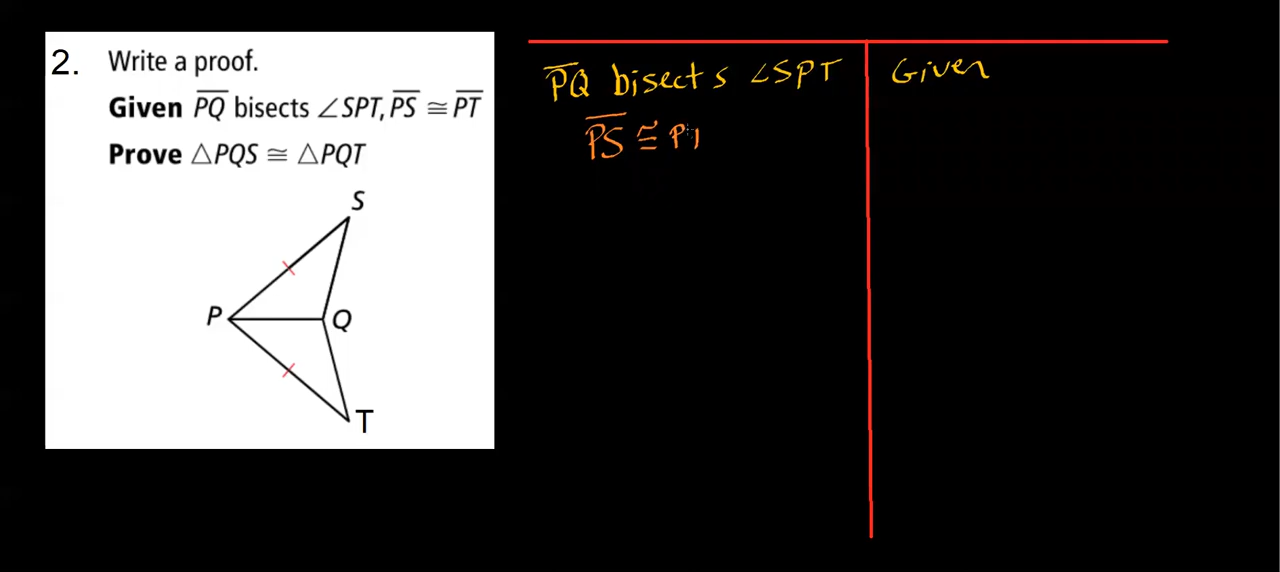 2. Write a proof.
Given PQ bisects ∠SPT, PS ≅ PT
Prove △PQS ≅ △PQT
S
P
Q
T
PQ bisects ∠SPT
Given
PS ≅